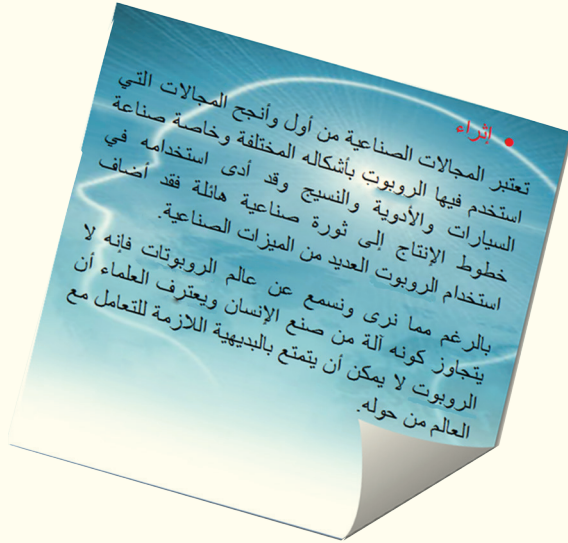 • إثراء
تعتبر المجالات الصناعية من أول وأنجح المجالات التي
استخدم فيها الروبوت بأشكاله المختلفة وخاصة صناعة
السيارات والأدوية والنسيج وقد أدى استخدامه في
خطوط الإنتاج إلى ثورة صناعية هائلة فقد أضاف
استخدام الروبوت العديد من الميزات الصناعية.
بالرغم مما نرى ونسمع عن عالم الروبوتات فإنه لا
يتجاوز كونه آلة من صنع الإنسان ويعترف العلماء أن
الروبوت لا يمكن أن يتمتع بالبديهية اللازمة للتعامل مع
العالم من حوله.